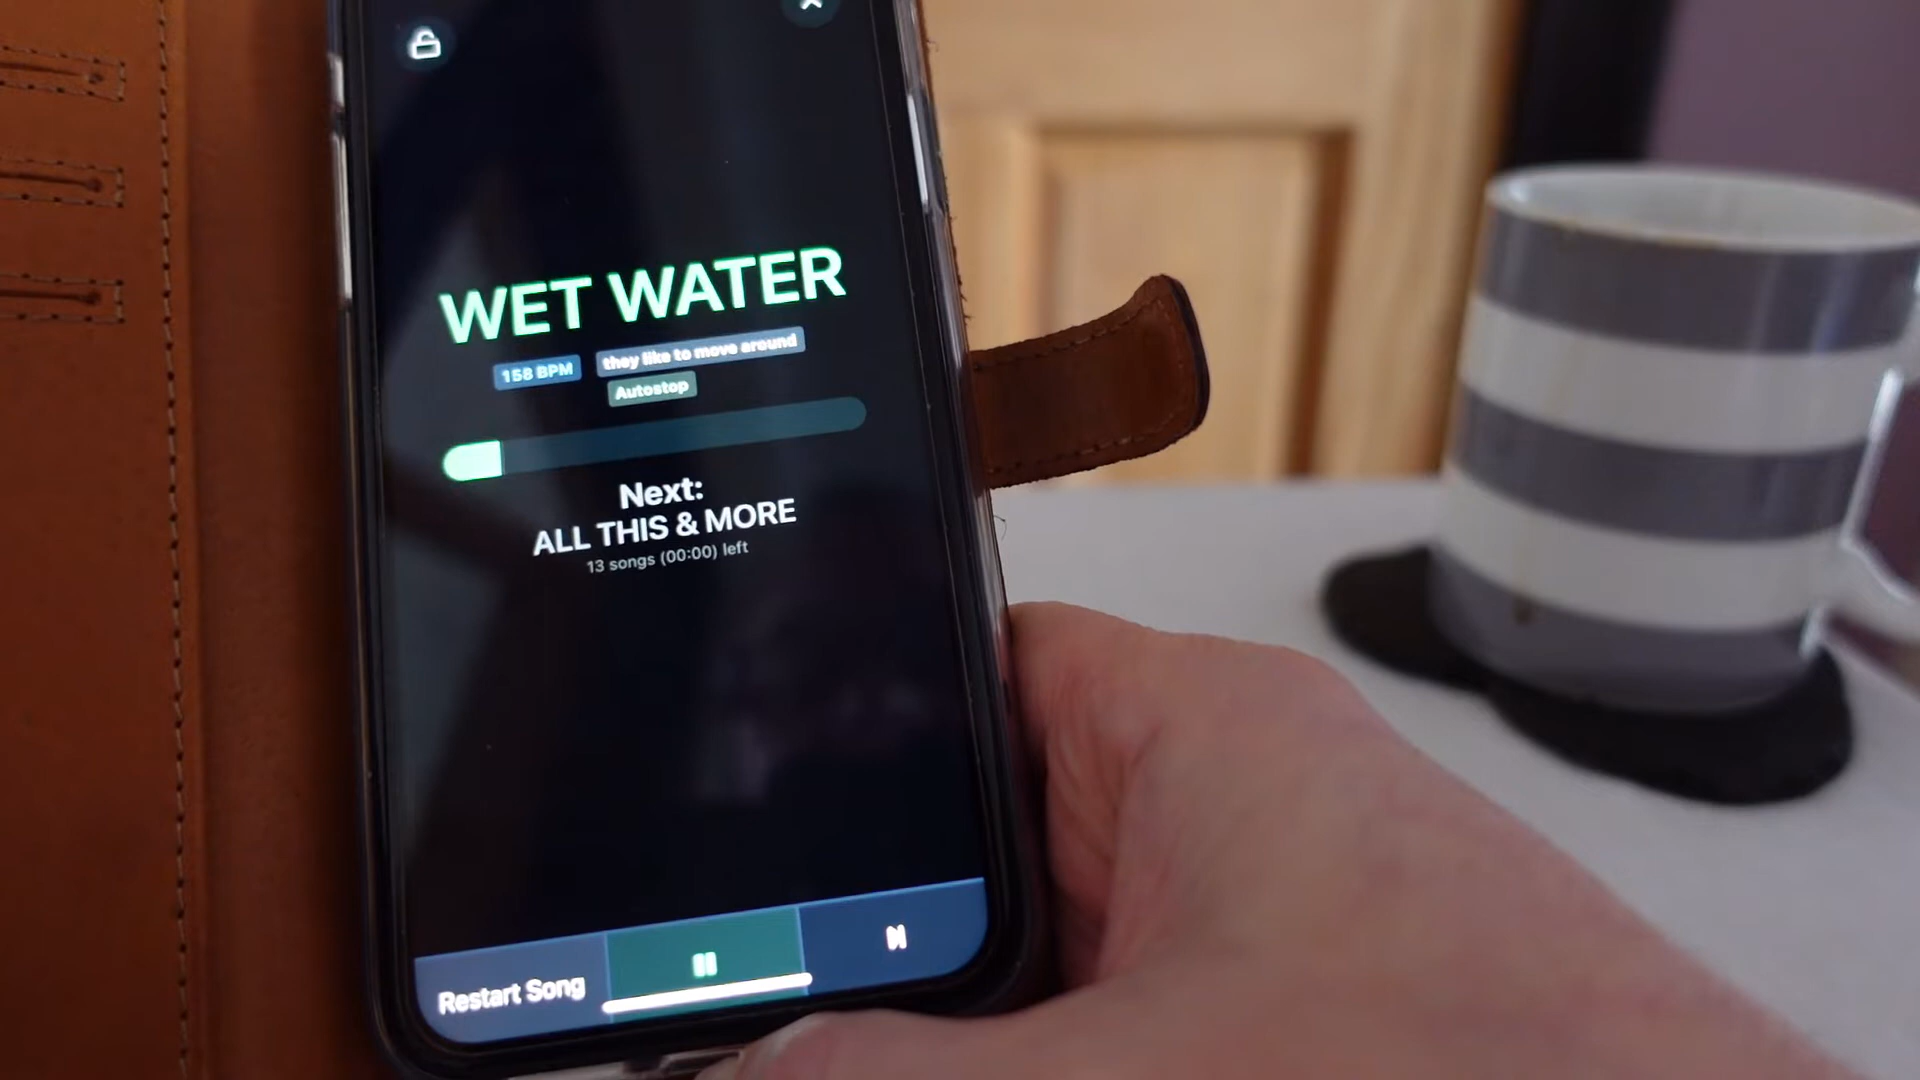 WET WATER
158 BPM
they like to move around
Autostop
Next:
ALL THIS & MORE
13 songs (00:00) left
Restart Song